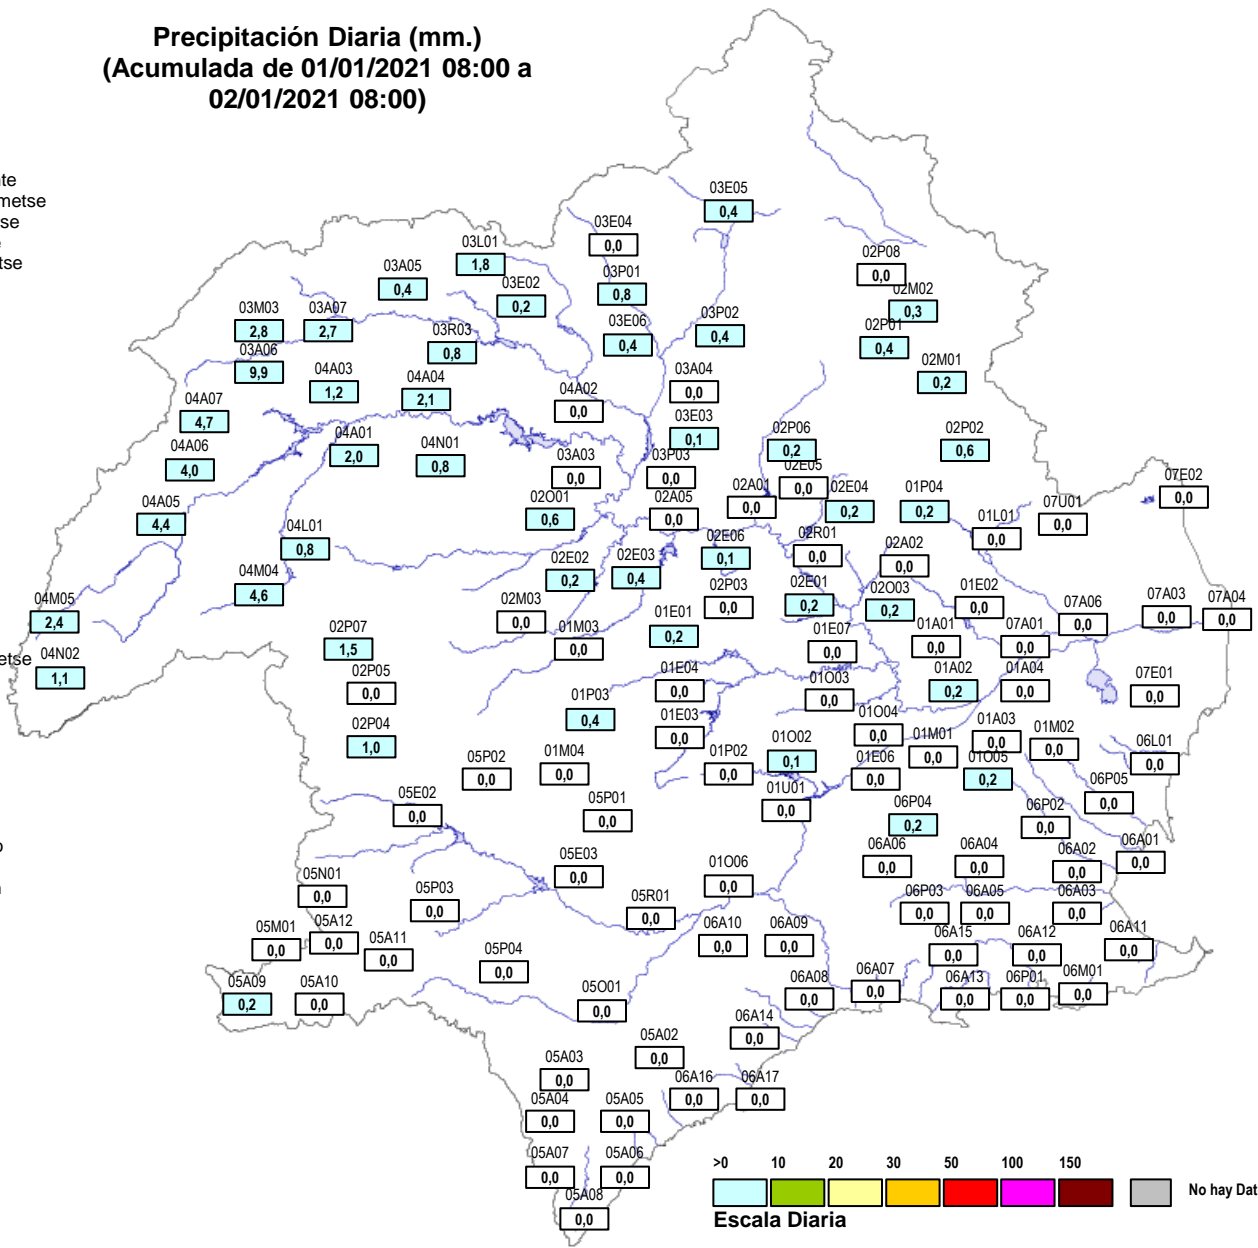 Precipitación Diaria (mm.)
(Acumulada de 01/01/2021 08:00 a
02/01/2021 08:00)
03E05
0,4
03E04
0,0
03L01
1,8
02P08
0,0
03A05
0,4
03E02
0,2
03P01
0,8
02M02
0,3
03M03
2,8
03A07
2,7
03R03
0,8
03E06
0,4
03P02
0,4
02P01
0,4
03A06
9,9
04A03
1,2
04A04
2,1
04A02
0,0
03A04
0,0
02M01
0,2
04A07
4,7
03E03
0,1
04A01
2,0
04N01
0,8
02P06
0,2
02P02
0,6
04A06
4,0
03A03
0,0
03P03
0,0
02E05
0,0
07E02
0,0
04A05
4,4
02O01
0,6
02A05
0,0
02A01
0,0
02E04
0,2
01P04
0,2
07U01
0,0
04L01
0,8
01L01
0,0
02E06
0,1
02R01
0,0
02A02
0,0
04M04
4,6
02E02
0,2
02E03
0,4
04M05
2,4
02M03
0,0
02P03
0,0
02E01
0,2
02O03
0,2
01E02
0,0
07A06
0,0
07A03
0,0
07A04
0,0
02P07
1,5
01M03
0,0
01E01
0,2
01E07
0,0
01A01
0,0
07A01
0,0
etse
04N02
1,1
02P05
0,0
01E04
0,0
01O03
0,0
01A02
0,2
01A04
0,0
07E01
0,0
01P03
0,4
02P04
1,0
01E03
0,0
01O04
0,0
01A03
0,0
01M02
0,0
05P02
0,0
01M04
0,0
01P02
0,0
01O02
0,1
01E06
0,0
01M01
0,0
01O05
0,2
06L01
0,0
05E02
0,0
05P01
0,0
01U01
0,0
06P04
0,2
06P02
0,0
06P05
0,0
05E03
0,0
06A06
0,0
06A04
0,0
06A02
0,0
06A01
0,0
05N01
0,0
05P03
0,0
01O06
0,0
05R01
0,0
06P03
0,0
06A05
0,0
06A03
0,0
05M01
0,0
05A12
0,0
05A11
0,0
05P04
0,0
06A10
0,0
06A09
0,0
06A15
0,0
06A12
0,0
06A11
0,0
05A09
0,2
05A10
0,0
05O01
0,0
06A08
0,0
06A07
0,0
06A13
0,0
06P01
0,0
06M01
0,0
06A14
0,0
05A02
0,0
05A03
0,0
06A16
0,0
06A17
0,0
05A04
0,0
05A05
0,0
05A07
0,0
05A06
0,0
05A08
0,0
>0 10 20 30 50 100 150
No hay Dat
Escala Diaria